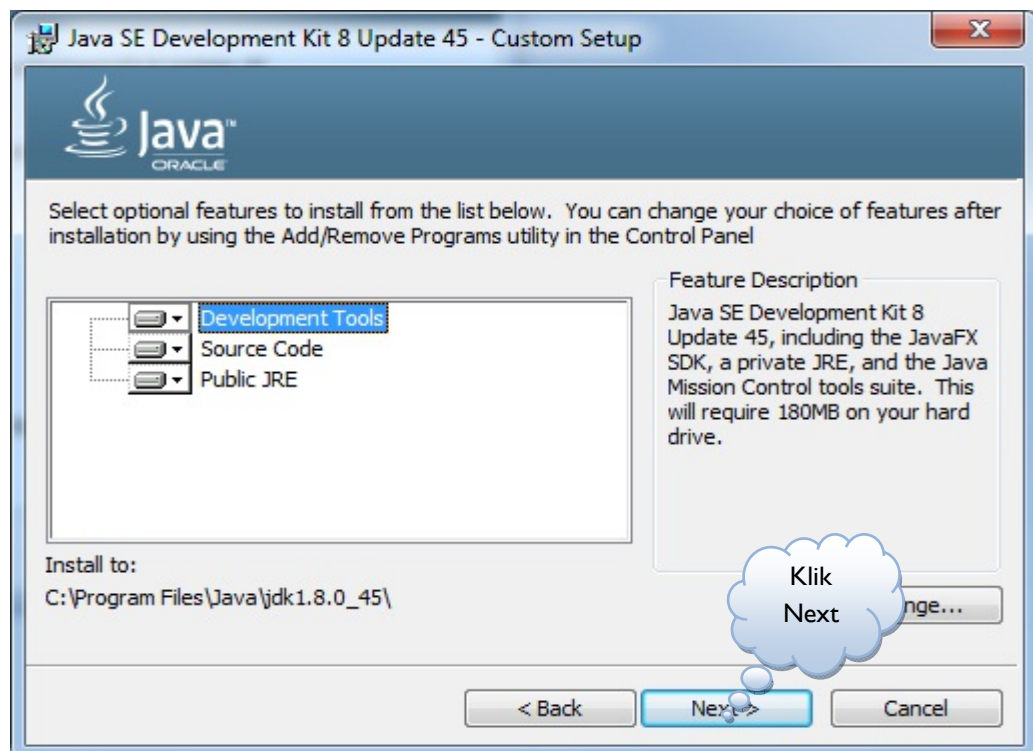 Java SE Development Kit 8 Update 45 - Custom Setup
Java™
ORACLE
Select optional features to install from the list below. You can change your choice of features after
installation by using the Add/Remove Programs utility in the Control Panel
Development Tools
Source Code
Public JRE
Feature Description
Java SE Development Kit 8
Update 45, including the JavaFX
SDK, a private JRE, and the Java
Mission Control tools suite. This
will require 180MB on your hard
drive.
Install to:
C:\Program Files\Java\jdk1.8.0_45\
Klik
Next
nge...
< Back
Next >
Cancel